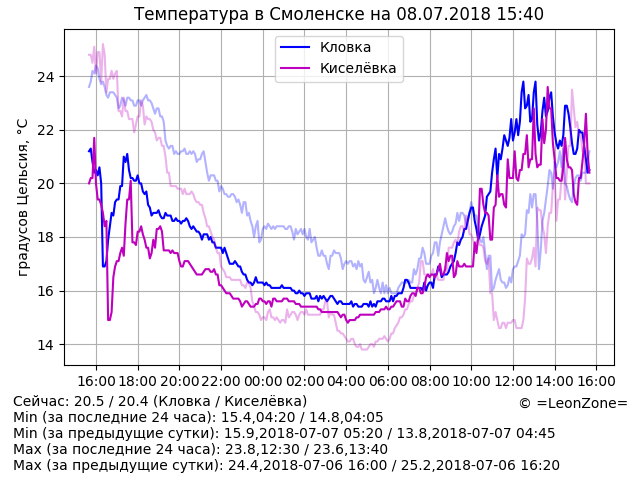 Температура в Смоленске на 08.07.2018 15:40
Кловка
Киселёвка
градусов Цельсия, °C
24
22
20
18
16
14
16:00 18:00 20:00 22:00 00:00 02:00 04:00 06:00 08:00 10:00 12:00 14:00 16:00
Сейчас: 20.5 / 20.4 (Кловка / Киселёвка)
© =LeonZone=
Min (за последние 24 часа): 15.4,04:20 / 14.8,04:05
Min (за предыдущие сутки): 15.9,2018-07-07 05:20 / 13.8,2018-07-07 04:45
Max (за последние 24 часа): 23.8,12:30 / 23.6,13:40
Max (за предыдущие сутки): 24.4,2018-07-06 16:00 / 25.2,2018-07-06 16:20